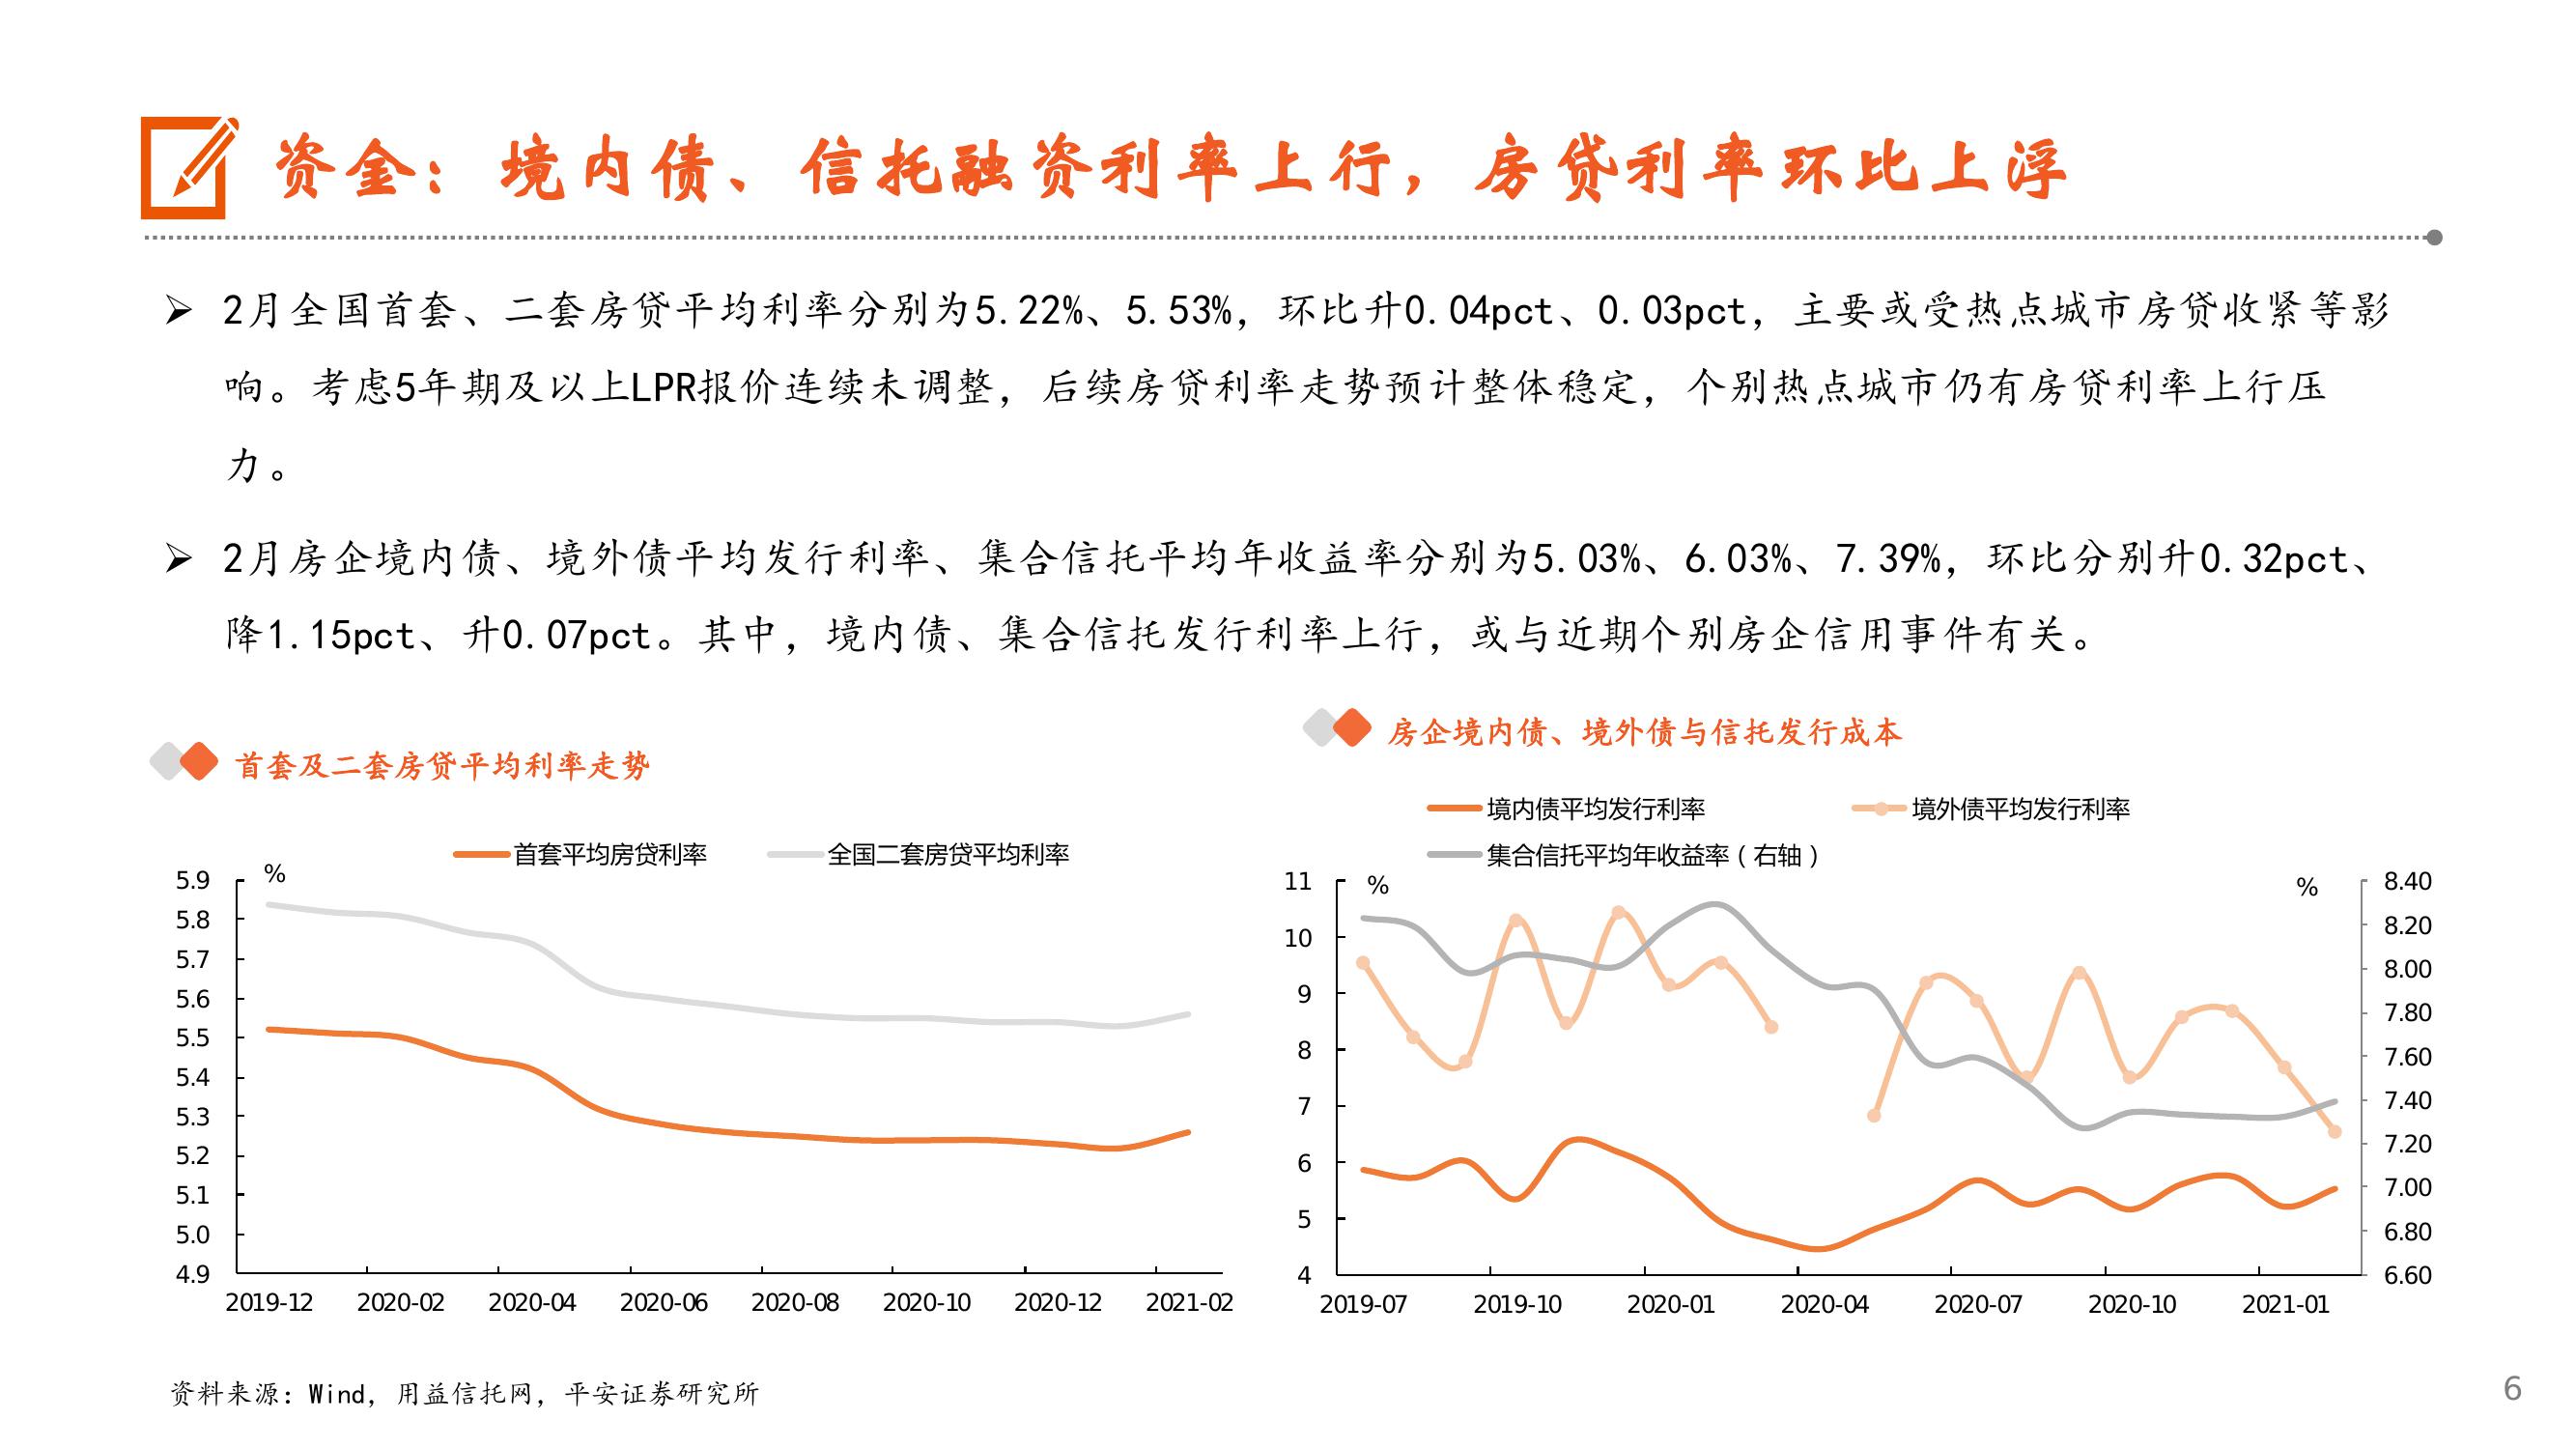 资金：境内债、信托融资利率上行，房贷利率环比上浮
➢ 2月全国首套、二套房贷平均利率分别为5.22%、5.53%，环比升0.04pct、0.03pct，主要或受热点城市房贷收紧等影
响。考虑5年期及以上LPR报价连续未调整，后续房贷利率走势预计整体稳定，个别热点城市仍有房贷利率上行压
力。
➢ 2月房企境内债、境外债平均发行利率、集合信托平均年收益率分别为5.03%、6.03%、7.39%，环比分别升0.32pct、
降1.15pct、升0.07pct。其中，境内债、集合信托发行利率上行，或与近期个别房企信用事件有关。
首套及二套房贷平均利率走势
首套平均房贷利率 全国二套房贷平均利率
%
5.9
5.8
5.7
5.6
5.5
5.4
5.3
5.2
5.1
5.0
4.9
2019-12 2020-02 2020-04 2020-06 2020-08 2020-10 2020-12 2021-02
房企境内债、境外债与信托发行成本
境内债平均发行利率 境外债平均发行利率
集合信托平均年收益率（右轴）
% %
11
10
9
8
7
6
5
4
8.40
8.20
8.00
7.80
7.60
7.40
7.20
7.00
6.80
6.60
2019-07 2019-10 2020-01 2020-04 2020-07 2020-10 2021-01
资料来源：Wind，用益信托网，平安证券研究所
6